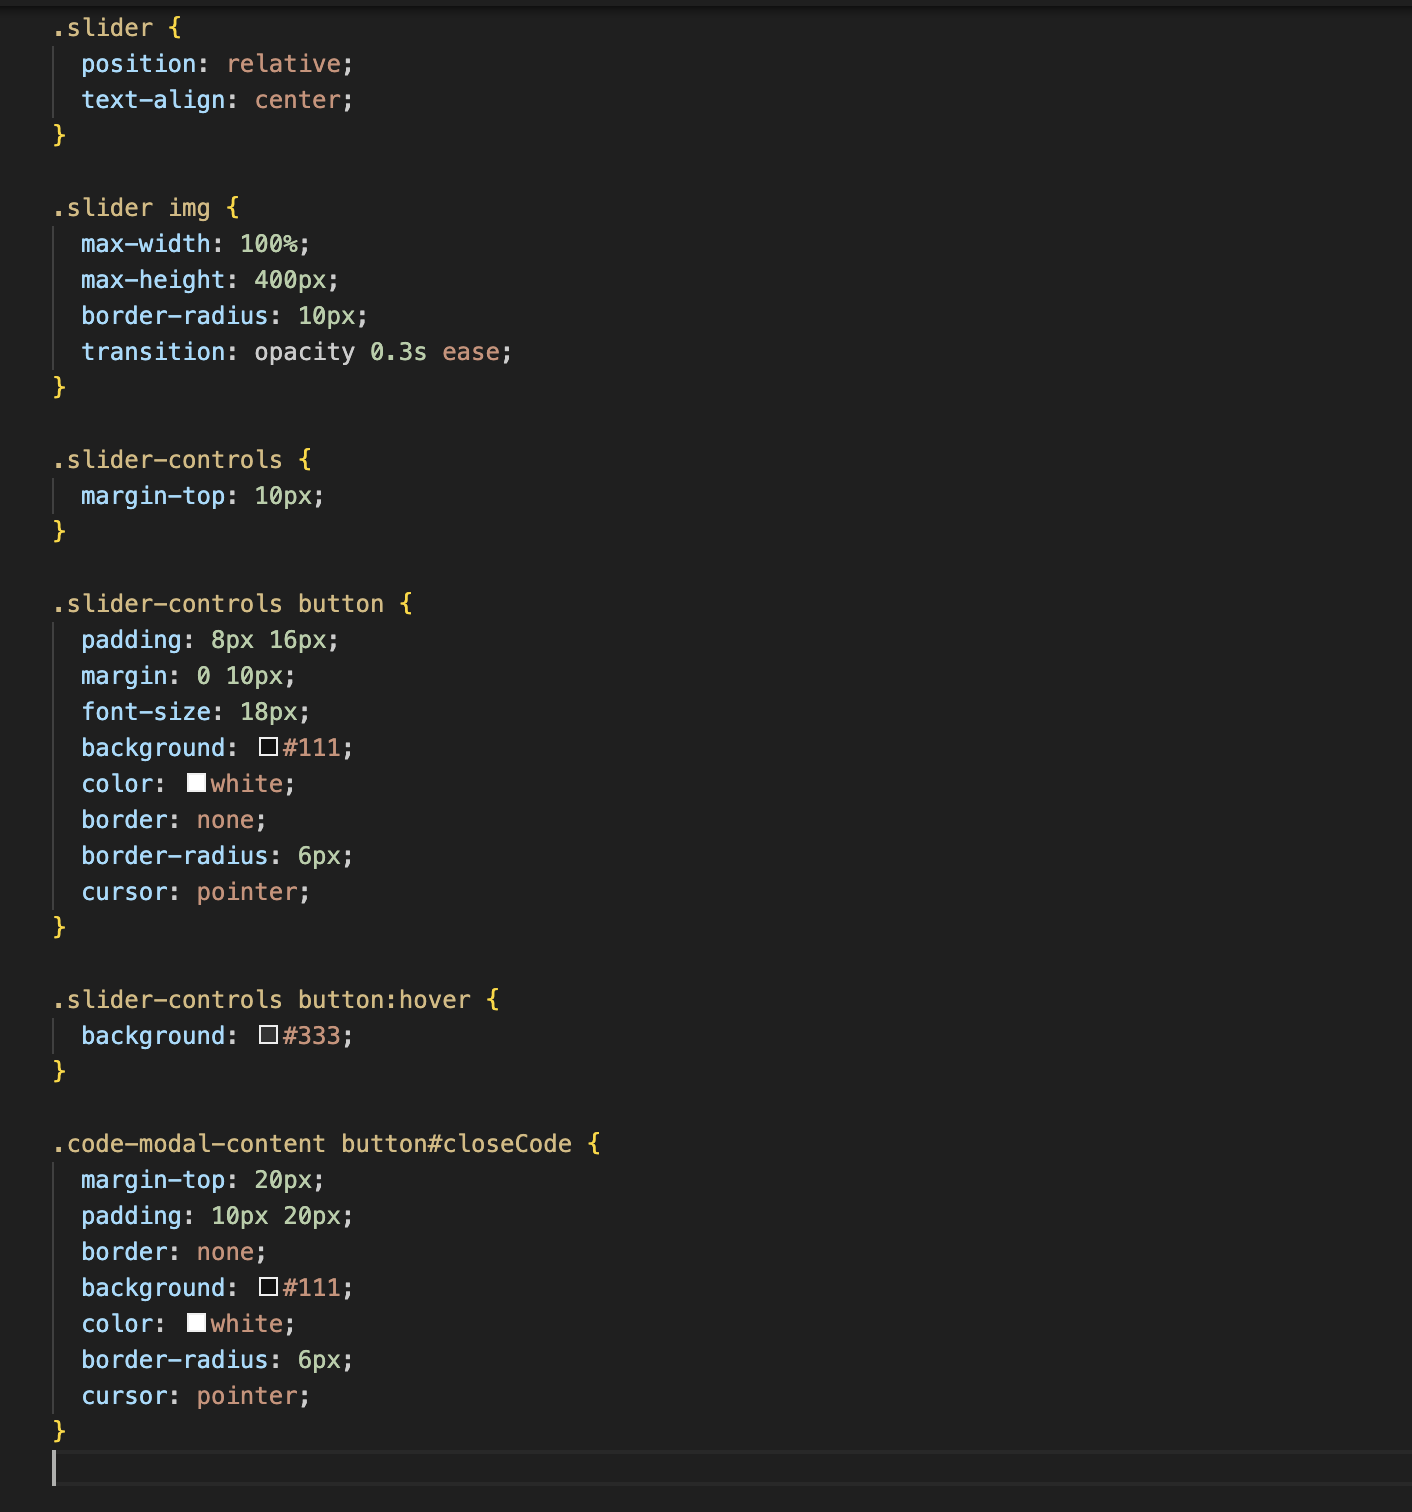 .slider {
  position: relative;
  text-align: center;
}

.slider img {
  max-width: 100%;
  max-height: 400px;
  border-radius: 10px;
  transition: opacity 0.3s ease;
}

.slider-controls {
  margin-top: 10px;
}

.slider-controls button {
  padding: 8px 16px;
  margin: 0 10px;
  font-size: 18px;
  background: #111;
  color: white;
  border: none;
  border-radius: 6px;
  cursor: pointer;
}

.slider-controls button:hover {
  background: #333;
}

.code-modal-content button#closeCode {
  margin-top: 20px;
  padding: 10px 20px;
  border: none;
  background: #111;
  color: white;
  border-radius: 6px;
  cursor: pointer;
}